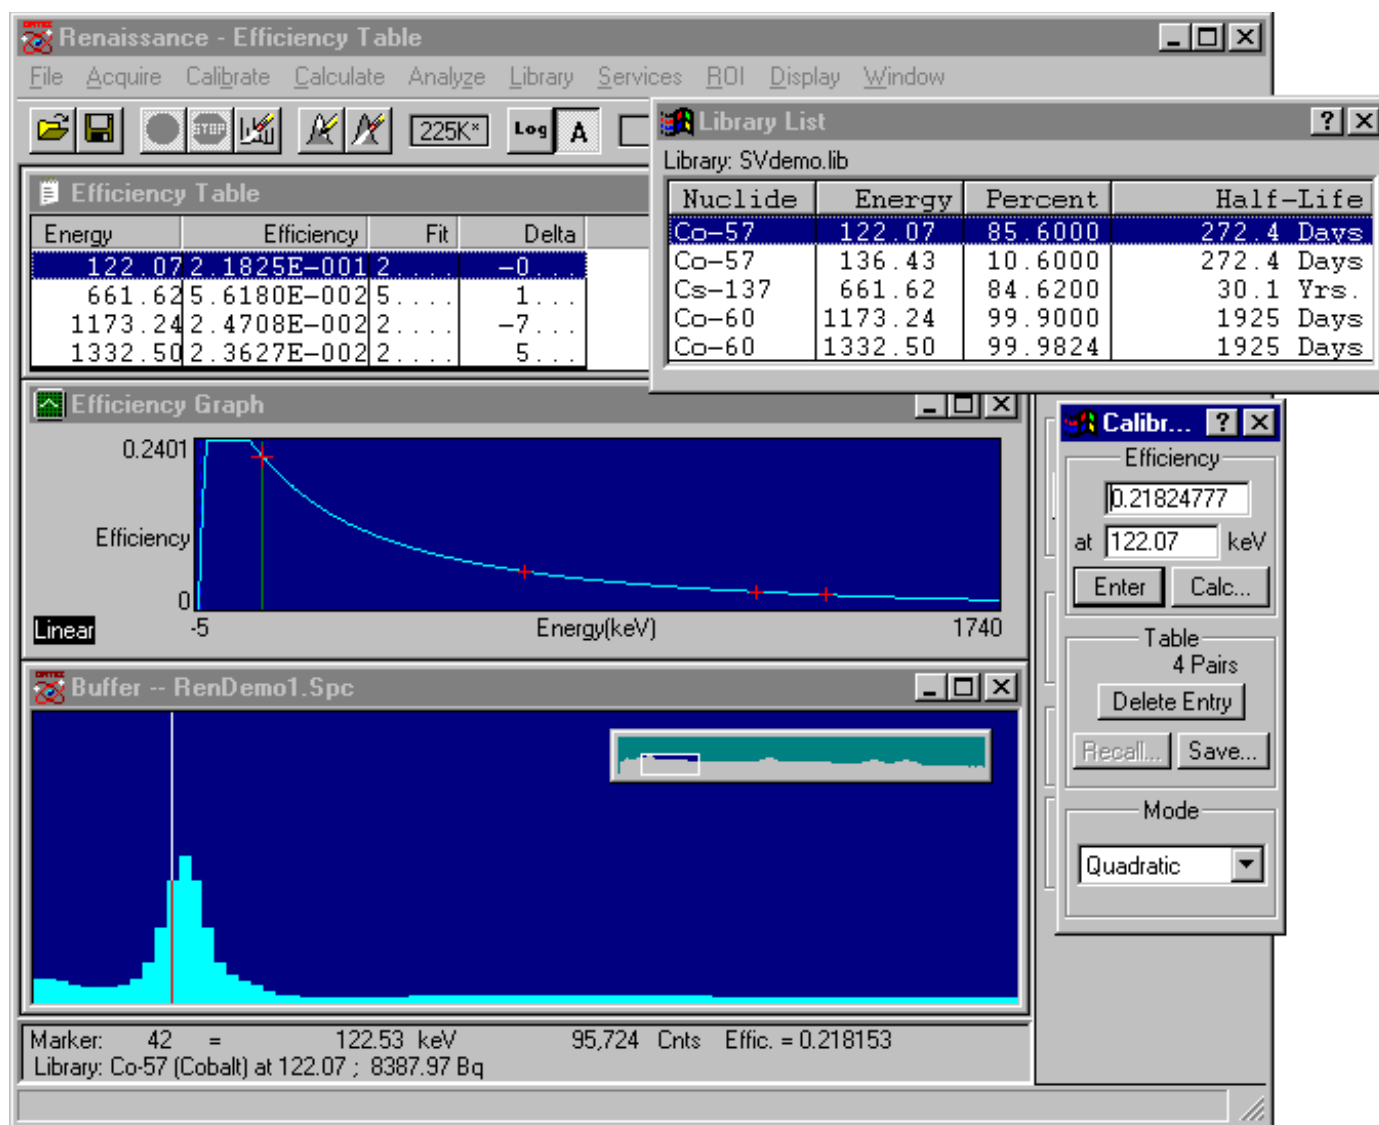 Renaissance - Efficiency Table
File Acquire Calibrate Calculate Analyze Library Services ROI Display Window
STOP 225K* Log A
Library List
Library: SVdemo.lib
Nuclide Energy Percent Half-Life
Co-57 122.07 85.6000 272.4 Days
Co-57 136.43 10.6000 272.4 Days
Cs-137 661.62 84.6200 30.1 Yrs.
Co-60 1173.24 99.9000 1925 Days
Co-60 1332.50 99.9824 1925 Days
Efficiency Table
Energy Efficiency Fit Delta
122.07 2.1825E-001 2.... -0...
661.62 5.6180E-002 5.... 1...
1173.24 2.4708E-002 2.... -7...
1332.50 2.3627E-002 2.... 5...
Efficiency Graph
0.2401
Efficiency
0
Linear -5 Energy(keV) 1740
Calibr...
Efficiency
0.21824777
at 122.07 keV
Enter Calc...
Table
4 Pairs
Delete Entry
Recall... Save...
Mode
Quadratic
Buffer -- RenDemo1.Spc
Marker: 42 = 122.53 keV 95,724 Cnts Effic. = 0.218153
Library: Co-57 (Cobalt) at 122.07 ; 8387.97 Bq